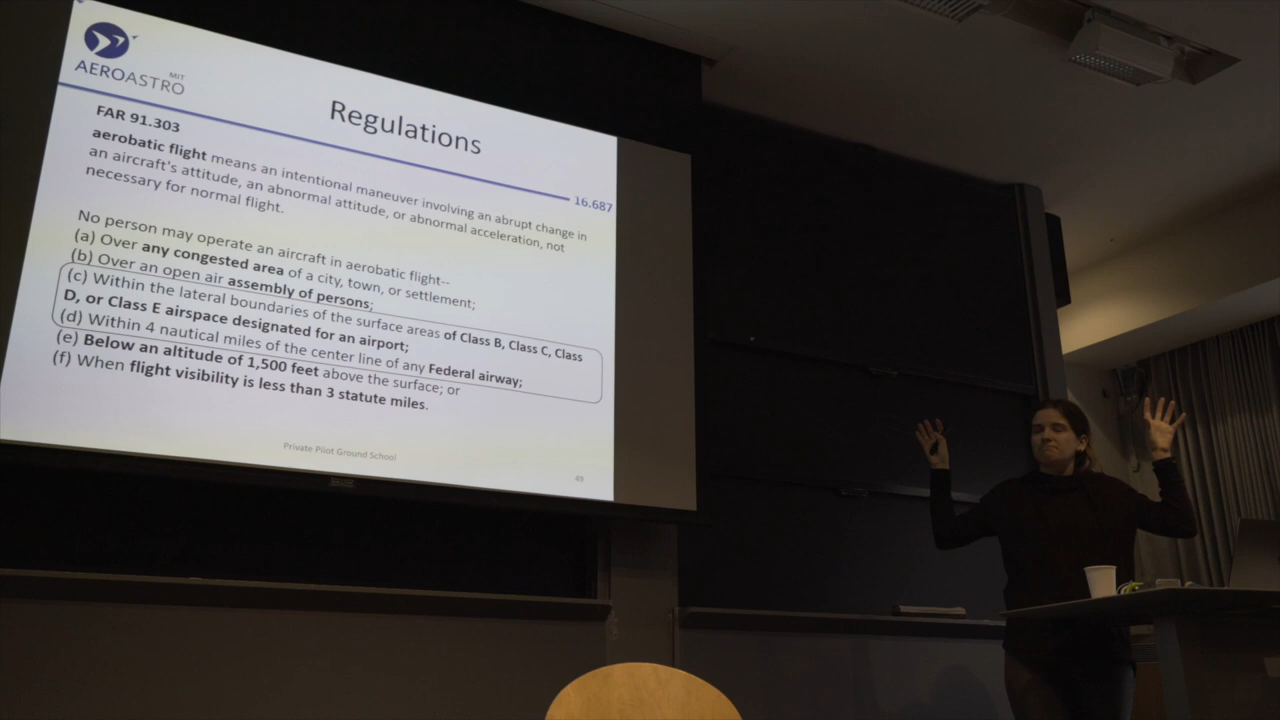 MIT
AEROASTRO
Regulations
16.687
FAR 91.303
aerobatic flight means an intentional maneuver involving an abrupt change in
an aircraft's attitude, an abnormal attitude, or abnormal acceleration, not
necessary for normal flight.
No person may operate an aircraft in aerobatic flight--
(a) Over any congested area of a city, town, or settlement;
(b) Over an open air assembly of persons;
(c) Within the lateral boundaries of the surface areas of Class B, Class C, Class
D, or Class E airspace designated for an airport;
(d) Within 4 nautical miles of the center line of any Federal airway;
(e) Below an altitude of 1,500 feet above the surface; or
(f) When flight visibility is less than 3 statute miles.
Private Pilot Ground School
49